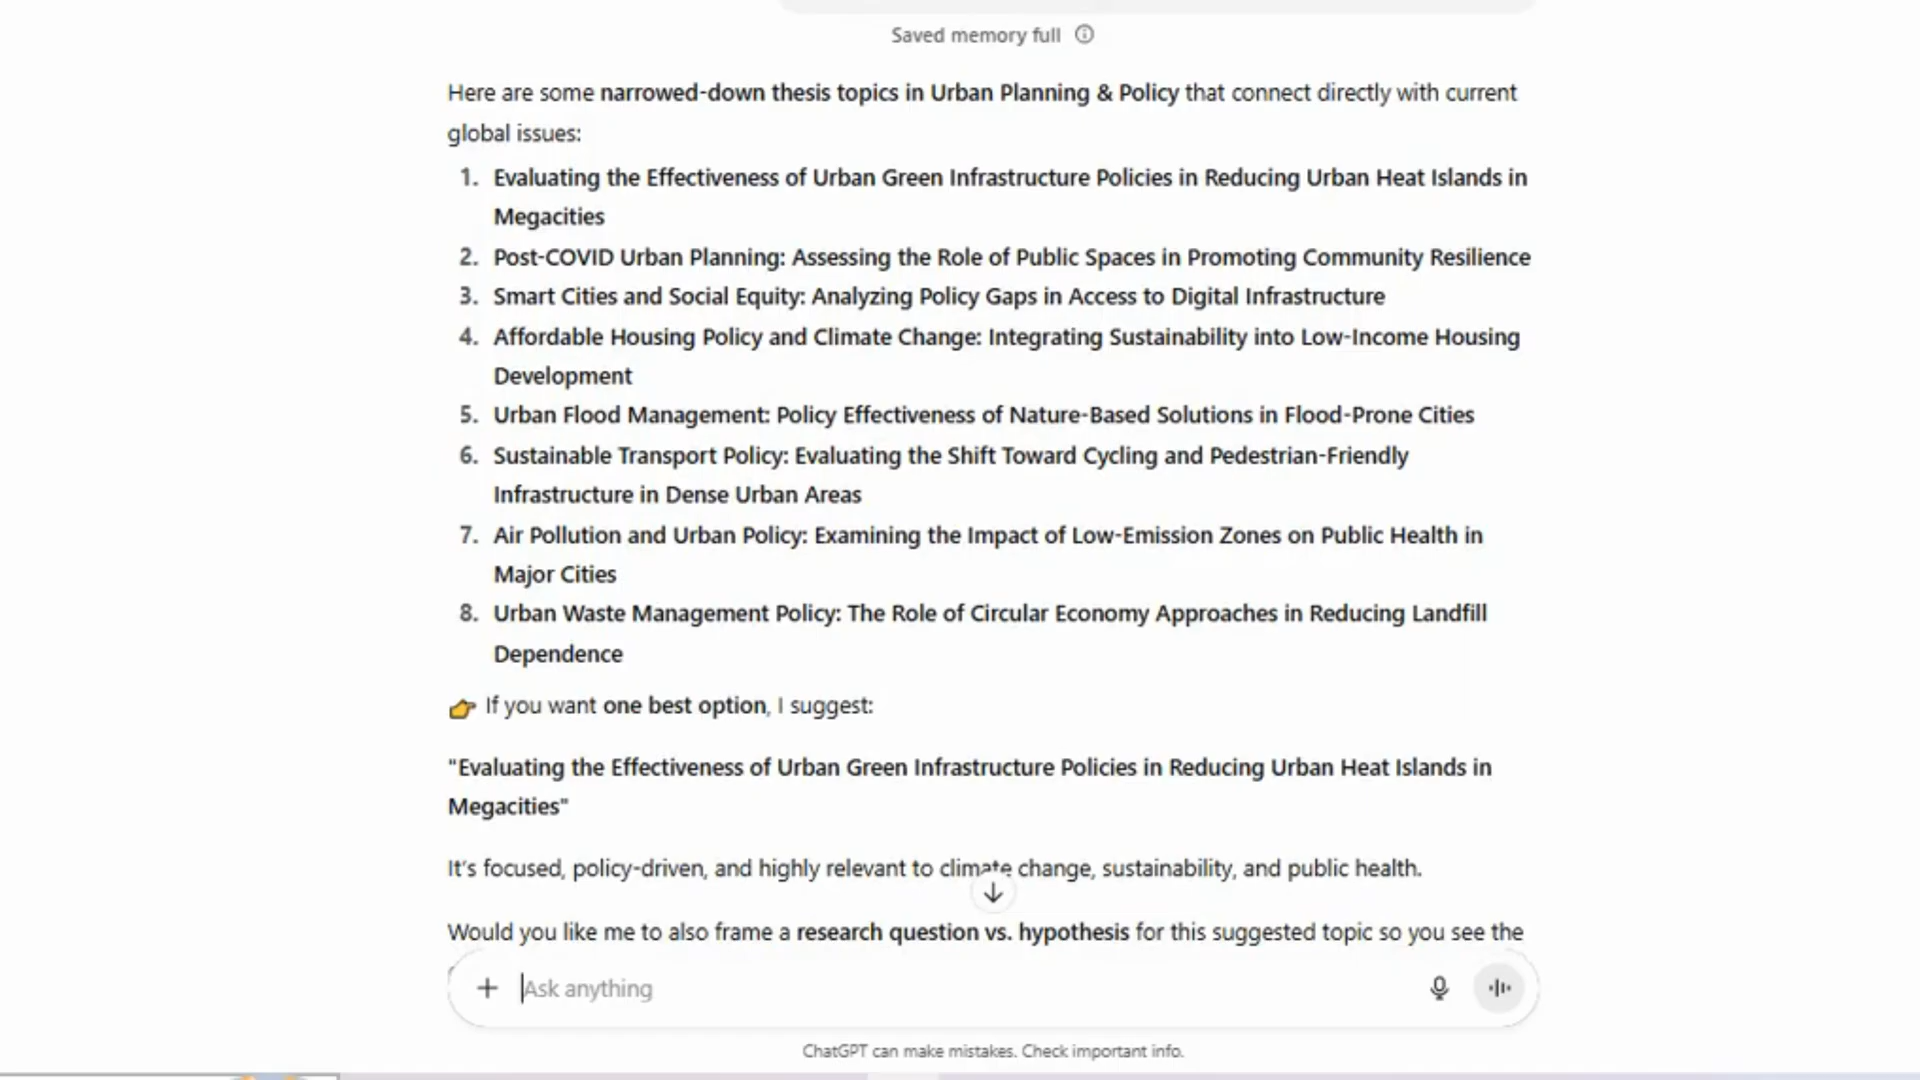 Saved memory full
Here are some narrowed-down thesis topics in Urban Planning & Policy that connect directly with current
global issues:
1. Evaluating the Effectiveness of Urban Green Infrastructure Policies in Reducing Urban Heat Islands in
Megacities
2. Post-COVID Urban Planning: Assessing the Role of Public Spaces in Promoting Community Resilience
3. Smart Cities and Social Equity: Analyzing Policy Gaps in Access to Digital Infrastructure
4. Affordable Housing Policy and Climate Change: Integrating Sustainability into Low-Income Housing
Development
5. Urban Flood Management: Policy Effectiveness of Nature-Based Solutions in Flood-Prone Cities
6. Sustainable Transport Policy: Evaluating the Shift Toward Cycling and Pedestrian-Friendly
Infrastructure in Dense Urban Areas
7. Air Pollution and Urban Policy: Examining the Impact of Low-Emission Zones on Public Health in
Major Cities
8. Urban Waste Management Policy: The Role of Circular Economy Approaches in Reducing Landfill
Dependence
👉 If you want one best option, I suggest:
"Evaluating the Effectiveness of Urban Green Infrastructure Policies in Reducing Urban Heat Islands in
Megacities"
It's focused, policy-driven, and highly relevant to climate change, sustainability, and public health.
Would you like me to also frame a research question vs. hypothesis for this suggested topic so you see the
Ask anything
ChatGPT can make mistakes. Check important info.